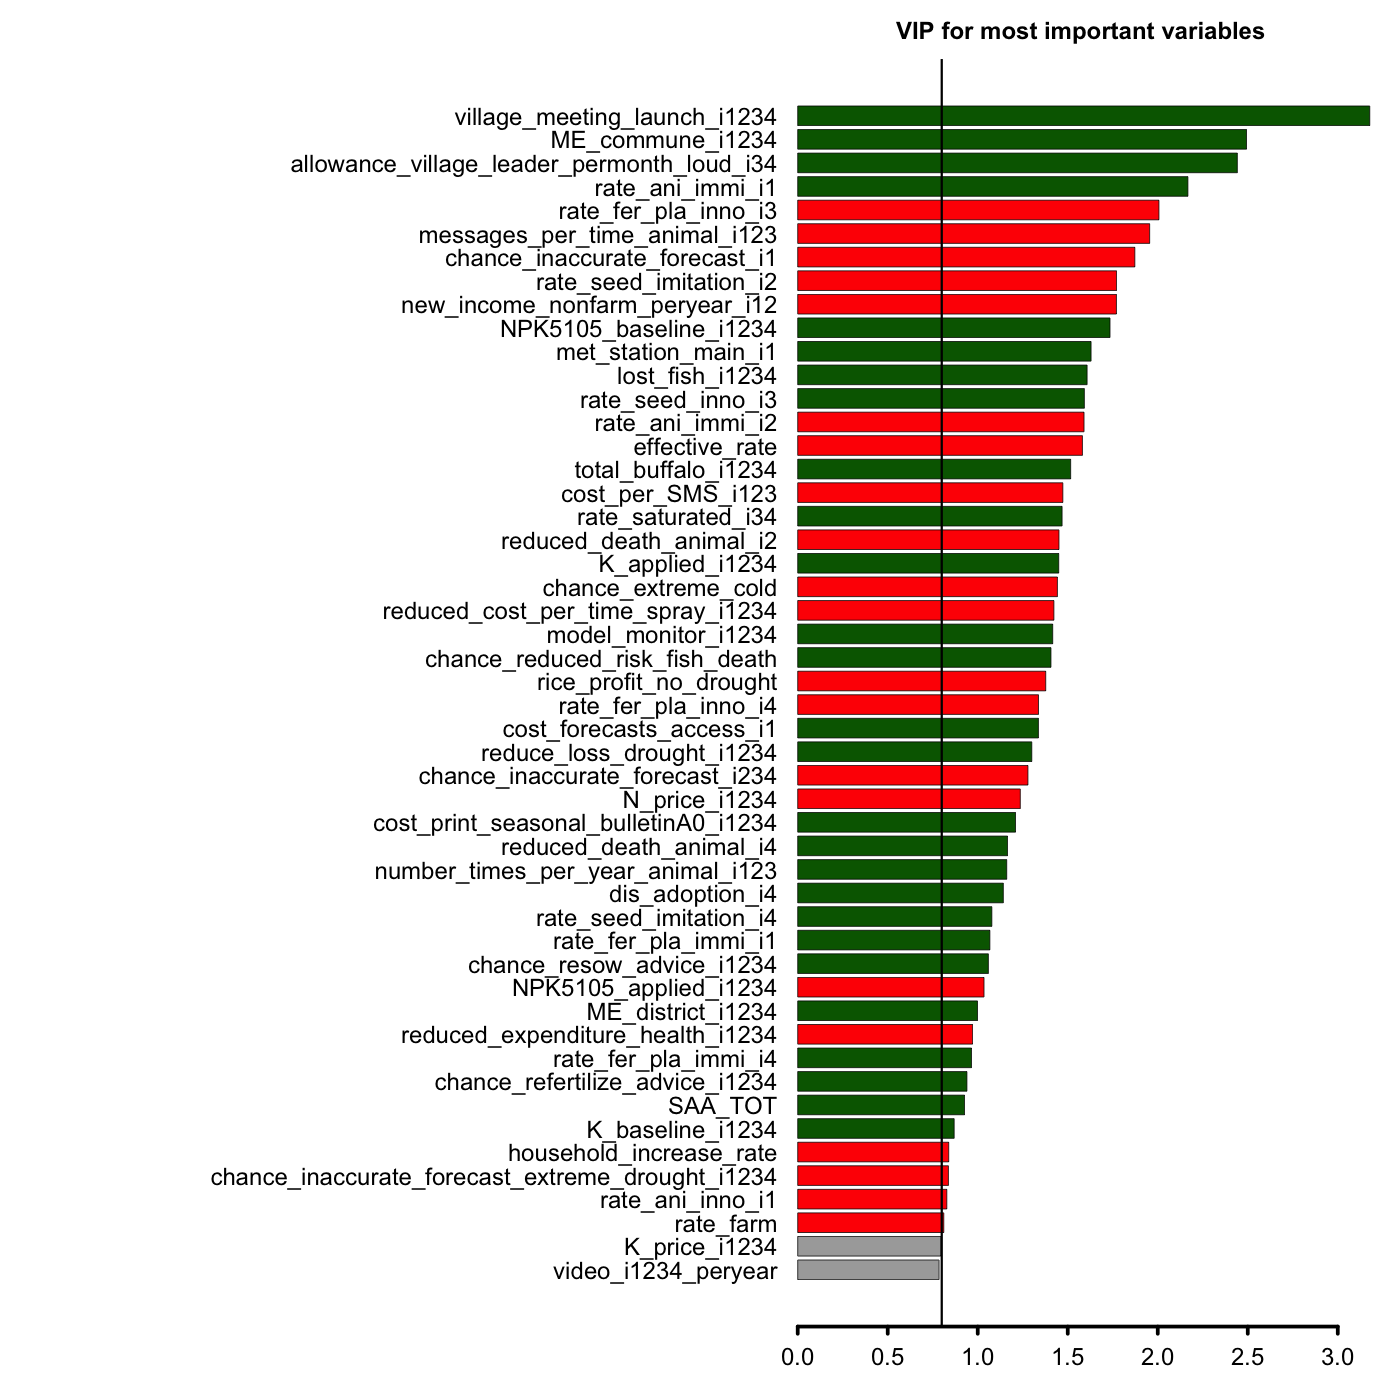 VIP for most important variables
village_meeting_launch_i1234
ME_commune_i1234
allowance_village_leader_permonth_loud_i34
rate_ani_immi_i1
rate_fer_pla_inno_i3
messages_per_time_animal_i123
chance_inaccurate_forecast_i1
rate_seed_imitation_i2
new_income_nonfarm_peryear_i12
NPK5105_baseline_i1234
met_station_main_i1
lost_fish_i1234
rate_seed_inno_i3
rate_ani_immi_i2
effective_rate
total_buffalo_i1234
cost_per_SMS_i123
rate_saturated_i34
reduced_death_animal_i2
K_applied_i1234
chance_extreme_cold
reduced_cost_per_time_spray_i1234
model_monitor_i1234
chance_reduced_risk_fish_death
rice_profit_no_drought
rate_fer_pla_inno_i4
cost_forecasts_access_i1
reduce_loss_drought_i1234
chance_inaccurate_forecast_i234
N_price_i1234
cost_print_seasonal_bulletinA0_i1234
reduced_death_animal_i4
number_times_per_year_animal_i123
dis_adoption_i4
rate_seed_imitation_i4
rate_fer_pla_immi_i1
chance_resow_advice_i1234
NPK5105_applied_i1234
ME_district_i1234
reduced_expenditure_health_i1234
rate_fer_pla_immi_i4
chance_refertilize_advice_i1234
SAA_TOT
K_baseline_i1234
household_increase_rate
chance_inaccurate_forecast_extreme_drought_i1234
rate_ani_inno_i1
rate_farm
K_price_i1234
video_i1234_peryear
0.0 0.5 1.0 1.5 2.0 2.5 3.0